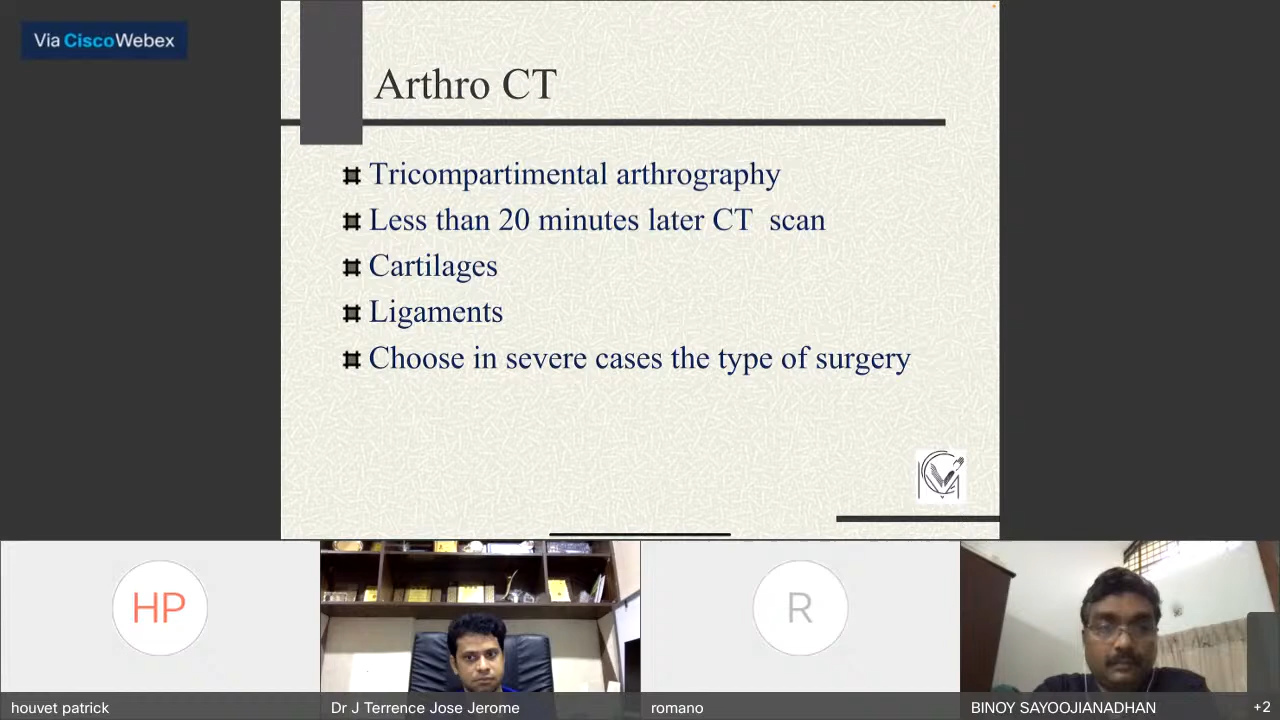 Via CiscoWebex
Arthro CT
Tricompartimental arthrography
Less than 20 minutes later CT scan
Cartilages
Ligaments
Choose in severe cases the type of surgery
HP
R
houvet patrick
Dr J Terrence Jose Jerome
romano
BINOY SAYOOJIANADHAN
+2